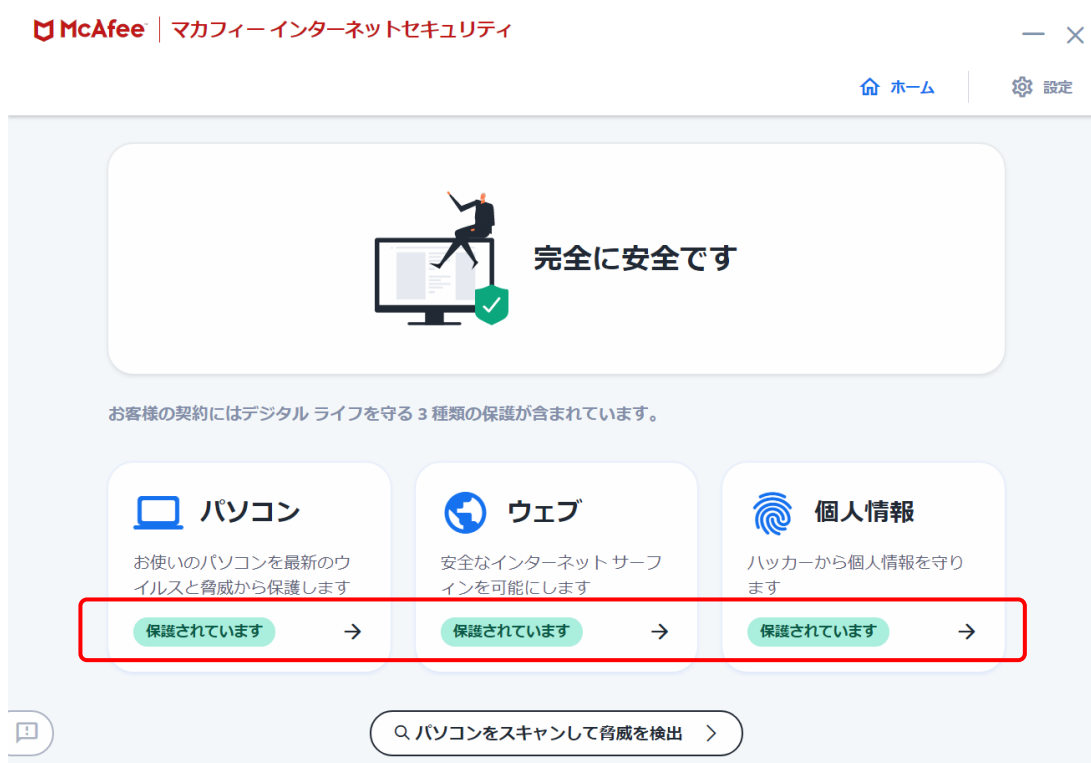 McAfee マカフィー インターネットセキュリティ
ホーム 設定
完全に安全です
お客様の契約にはデジタル ライフを守る 3 種類の保護が含まれています。
パソコン
お使いのパソコンを最新のウ
イルスと脅威から保護します
保護されています
ウェブ
安全なインターネット サーフ
ィンを可能にします
保護されています
個人情報
ハッカーから個人情報を守り
ます
保護されています
パソコンをスキャンして脅威を検出